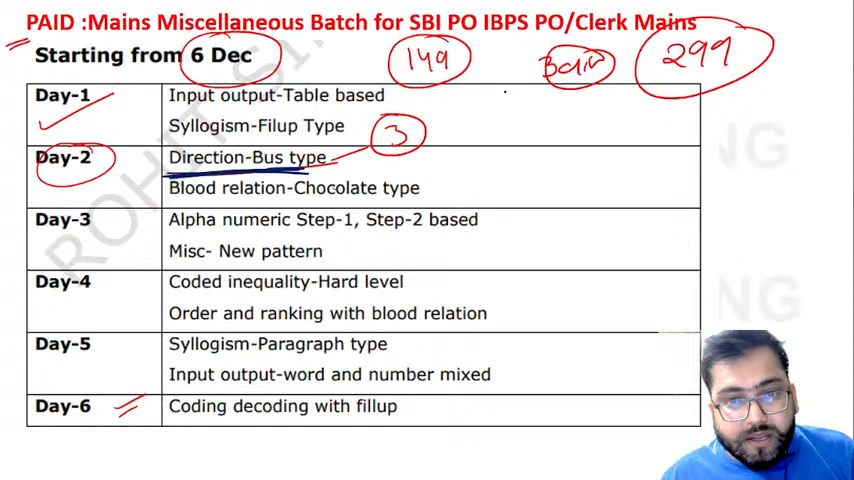 PAID :Mains Miscellaneous Batch for SBI PO IBPS PO/Clerk Mains
Starting from 6 Dec
149
299
Day-1
Input output-Table based
Syllogism-Filup Type
3
Day-2
Direction-Bus type
Blood relation-Chocolate type
Day-3
Alpha numeric Step-1, Step-2 based
Misc- New pattern
Day-4
Coded inequality-Hard level
Order and ranking with blood relation
Day-5
Syllogism-Paragraph type
Input output-word and number mixed
Day-6
Coding decoding with fillup
ROHIT
NG
NG